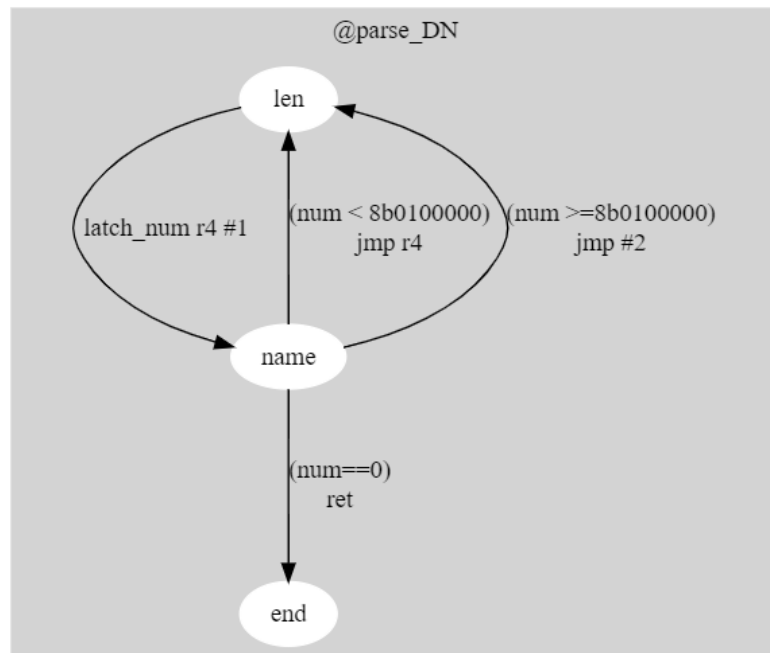 @parse_DN
len
latch_num r4 #1
(num < 8b0100000)
jmp r4
(num >=8b0100000)
jmp #2
name
(num==0)
ret
end